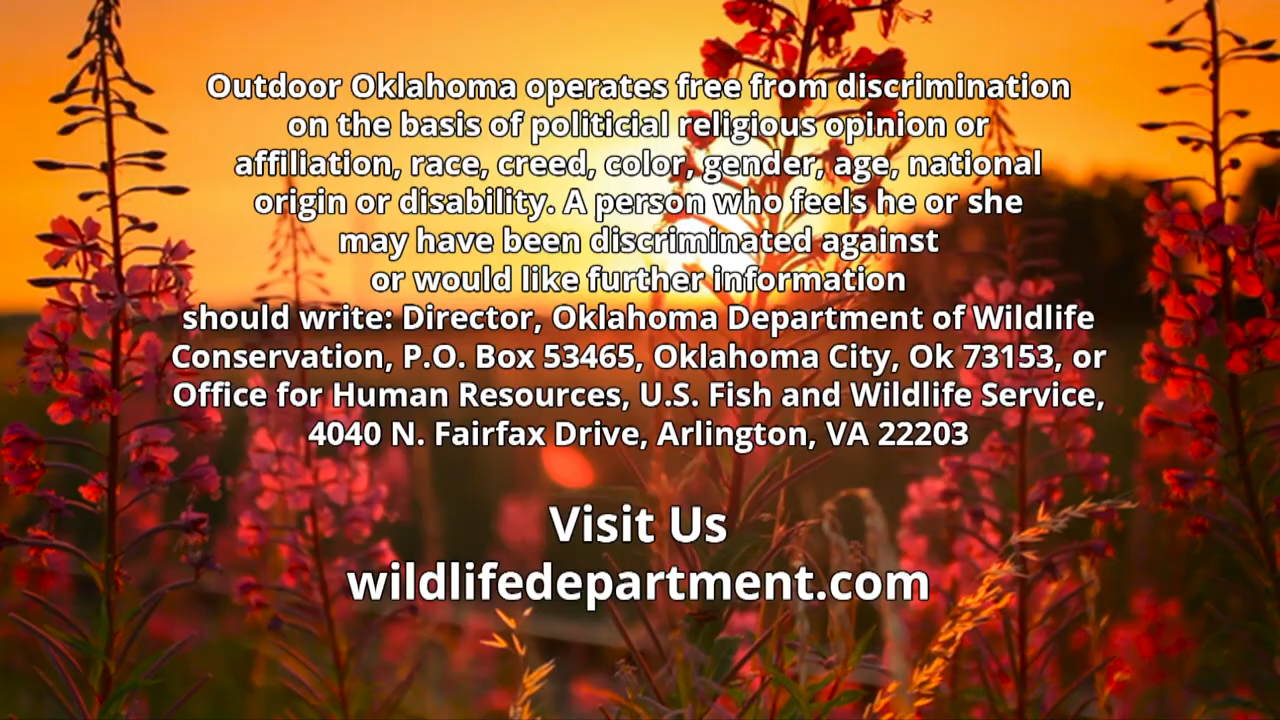 Outdoor Oklahoma operates free from discrimination
on the basis of politicial religious opinion or
affiliation, race, creed, color, gender, age, national
origin or disability. A person who feels he or she
may have been discriminated against
or would like further information
should write: Director, Oklahoma Department of Wildlife
Conservation, P.O. Box 53465, Oklahoma City, Ok 73153, or
Office for Human Resources, U.S. Fish and Wildlife Service,
4040 N. Fairfax Drive, Arlington, VA 22203
Visit Us
wildlifedepartment.com